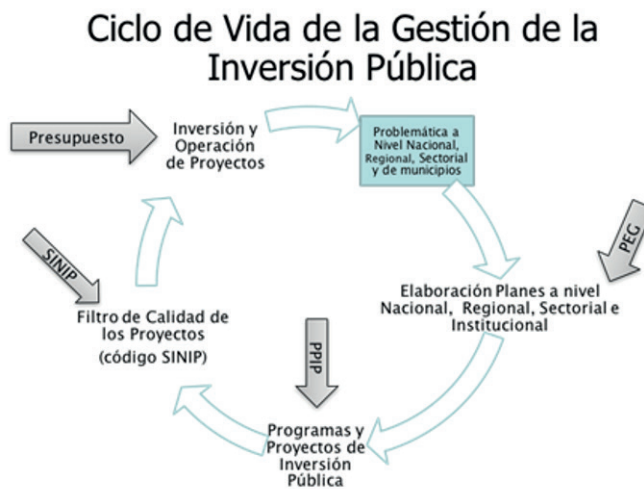 Ciclo de Vida de la Gestión de la
Inversión Pública
Presupuesto
Inversión y
Operación
de Proyectos
Problemática a
Nivel Nacional,
Regional, Sectorial
y de municipios
PEG
Elaboración Planes a nivel
Nacional, Regional, Sectorial e
Institucional
SINIP
Filtro de Calidad de
los Proyectos
(código SINIP)
PPIP
Programas y
Proyectos de
Inversión
Pública